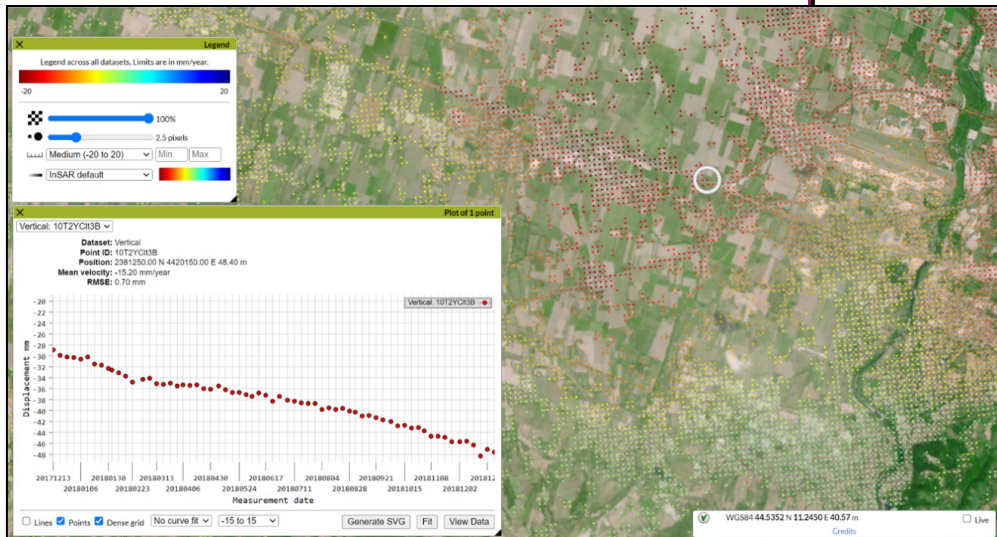 Legend
Legend across all datasets. Limits are in mm/year.
-20 20
100%
2.5 pixels
Medium (-20 to 20) Min Max
InSAR default
Plot of 1 point
Vertical: 10T2YCIt3B
Dataset: Vertical
Point ID: 10T2YCIt3B
Position: 2381250.00 N 4420150.00 E 48.40 m
Mean velocity: -15.20 mm/year
RMSE: 0.70 mm
Vertical: 10T2YCIt3B
-20
-22
-24
-26
-28
-30
-32
-34
-36
-38
-40
-42
-44
-46
-48
Displacement mm
20171213 20180130 20180313 20180430 20180617 20180804 20180921 20181108 201812
20180106 20180223 20180406 20180524 20180711 20180828 20181015 20181202
Measurement date
Lines Points Dense grid No curve fit -15 to 15 Generate SVG Fit View Data
WGS84 44.5352 N 11.2450 E 40.57 m Live
Credits